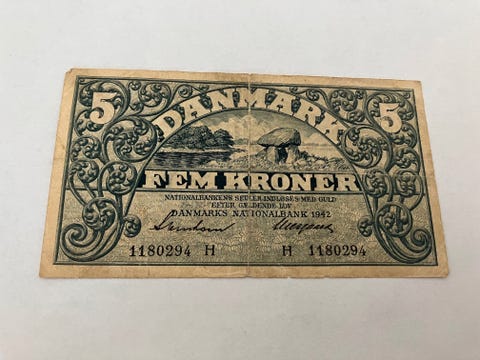 5 DANMARK 5
FEM KRONER
NATIONALBANKENS SEDLER INDLØSES MED GULD
EFTER GÆLDENDE LOV
DANMARKS NATIONALBANK 1942
1180294 H H 1180294